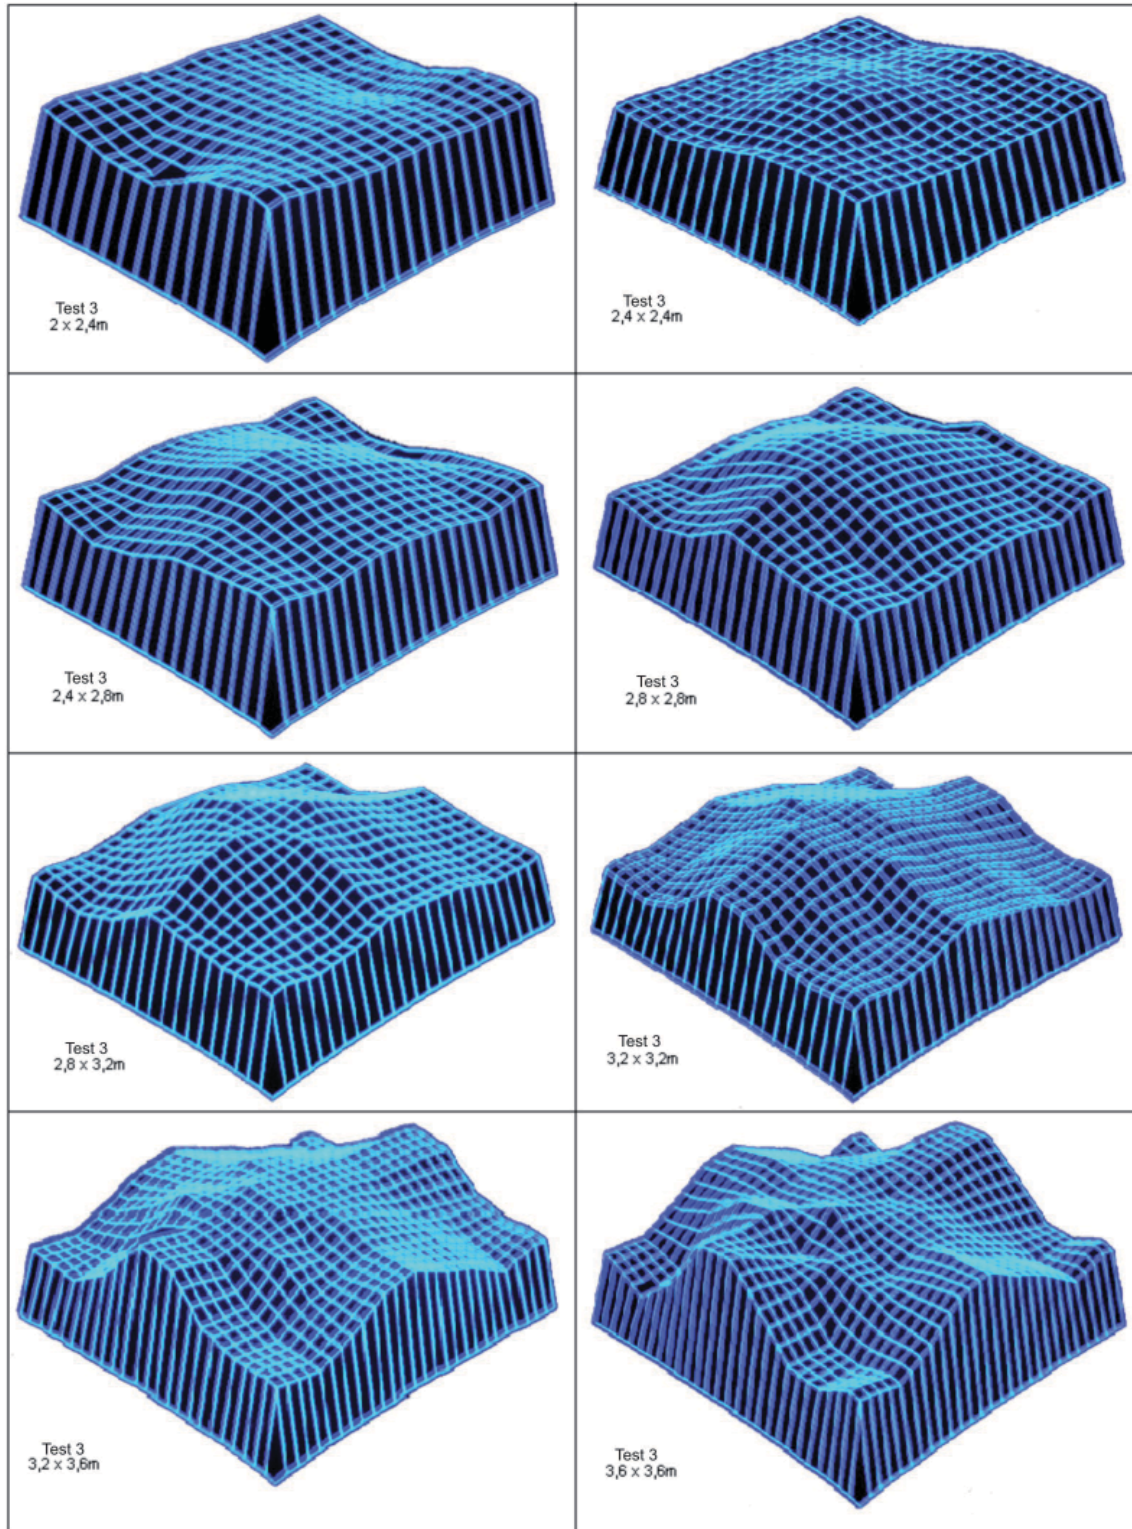 Test 3
2 x 2,4m
Test 3
2,4 x 2,4m
Test 3
2,4 x 2,8m
Test 3
2,8 x 2,8m
Test 3
2,8 x 3,2m
Test 3
3,2 x 3,2m
Test 3
3,2 x 3,6m
Test 3
3,6 x 3,6m